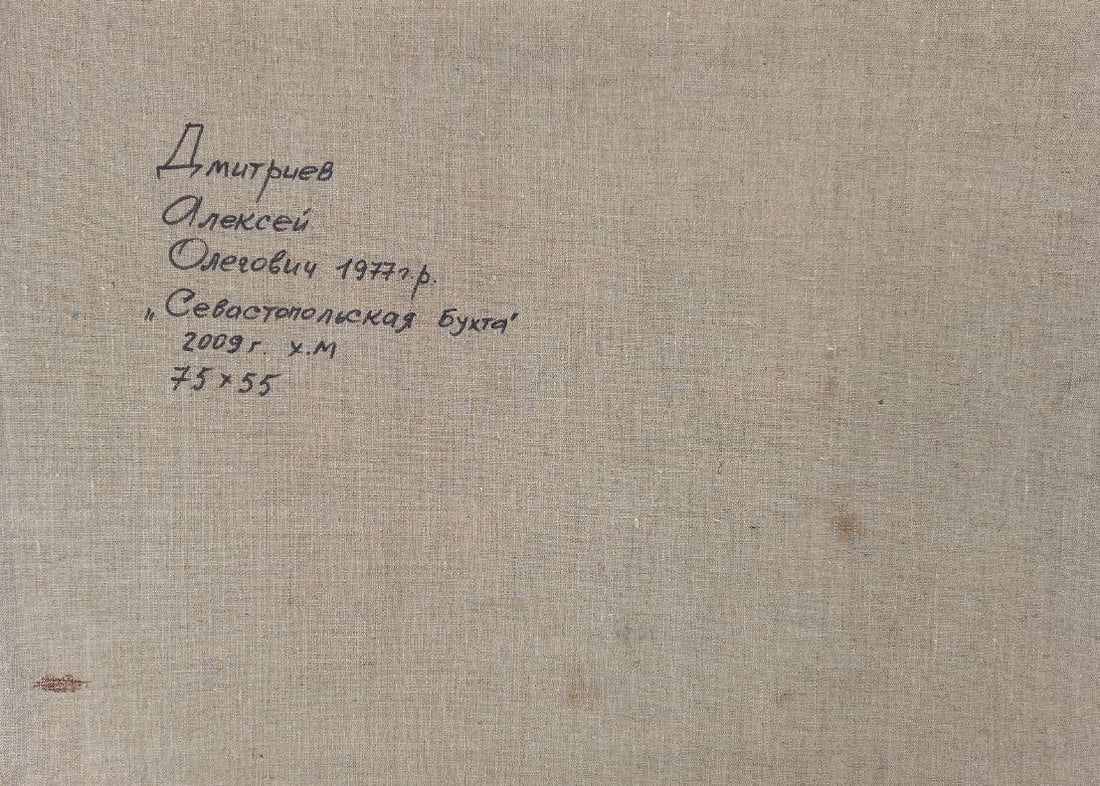 Дмитриев
Алексей
Олегович 1977г.р.
„Севастопольская Бухта"
2009г. х.м
75×55